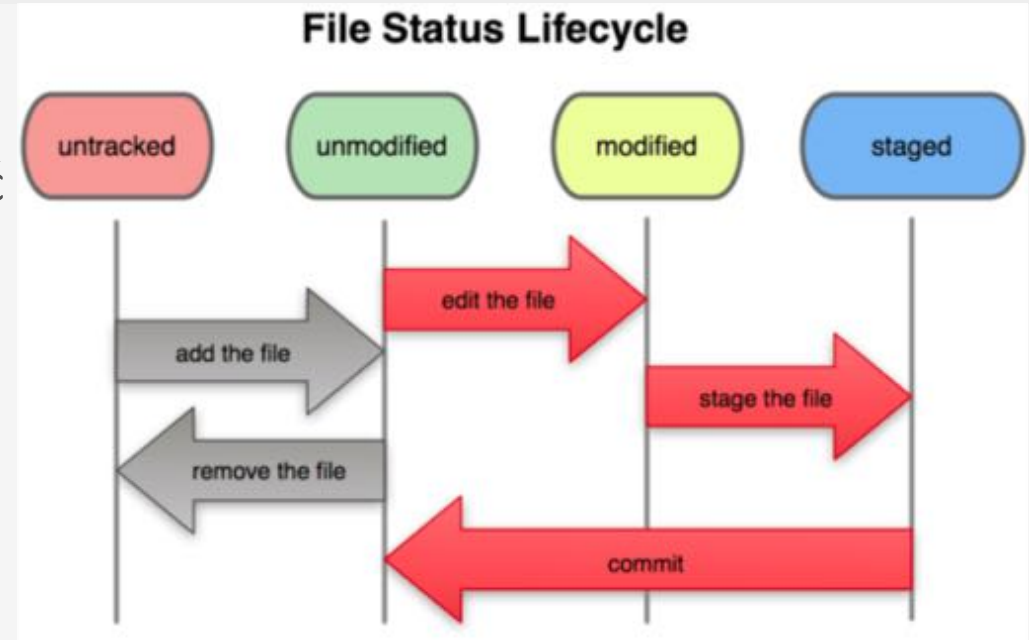 File Status Lifecycle
untracked
unmodified
modified
staged
edit the file
add the file
stage the file
remove the file
commit